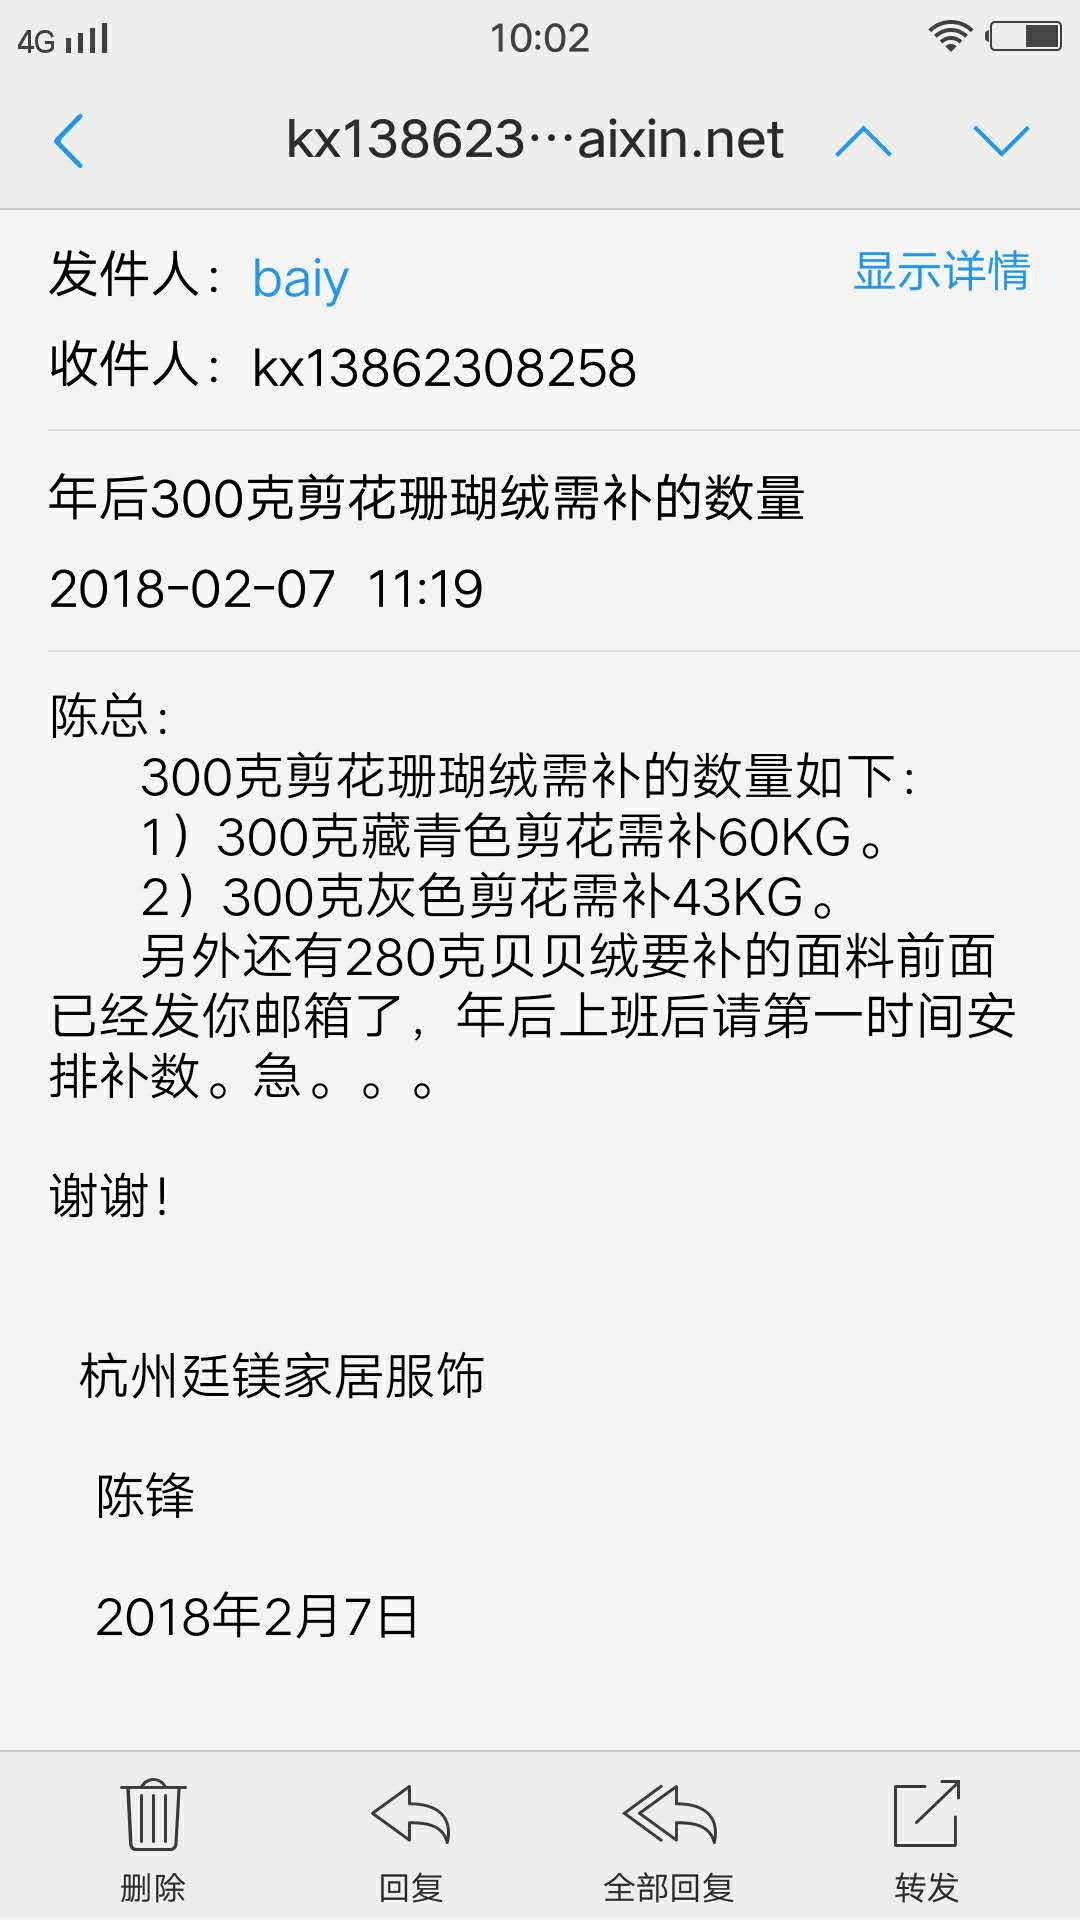 4G 10:02
kx138623···aixin.net
发件人： baiy 显示详情
收件人： kx13862308258
年后300克剪花珊瑚绒需补的数量
2018-02-07 11:19
陈总：
300克剪花珊瑚绒需补的数量如下：
1）300克藏青色剪花需补60KG。
2）300克灰色剪花需补43KG。
另外还有280克贝贝绒要补的面料前面
已经发你邮箱了，年后上班后请第一时间安
排补数。急。。。
谢谢！
杭州廷镁家居服饰
陈锋
2018年2月7日
删除 回复 全部回复 转发